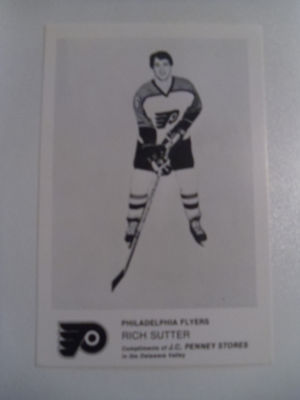 PHILADELPHIA FLYERS
RICH SUTTER
Compliments of J.C. PENNEY STORES
in the Delaware Valley